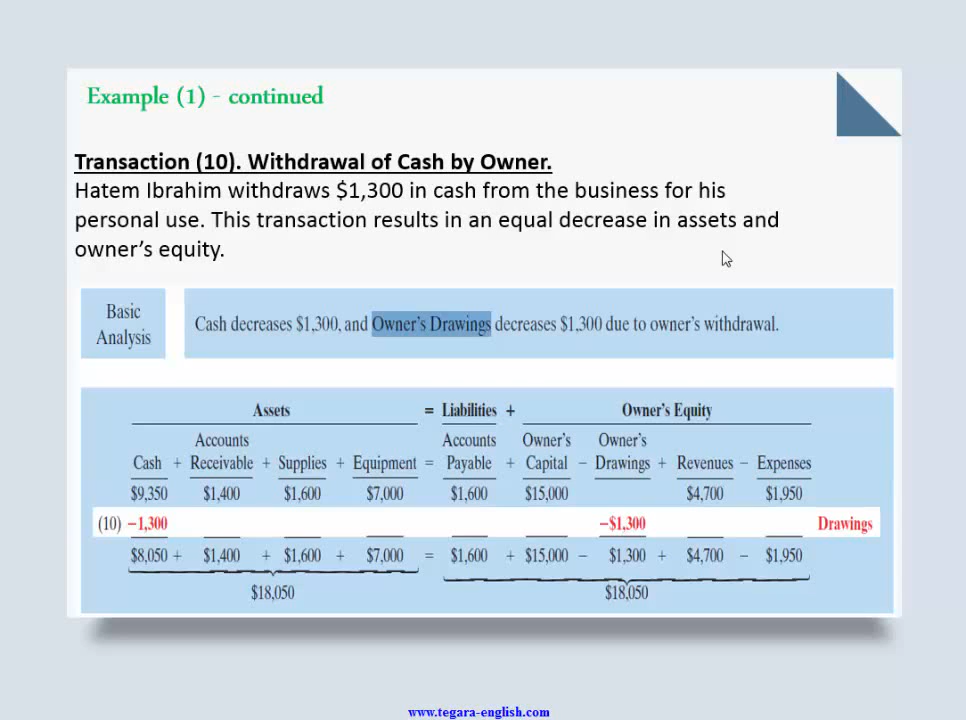 Example (1) - continued
Transaction (10). Withdrawal of Cash by Owner.
Hatem Ibrahim withdraws $1,300 in cash from the business for his
personal use. This transaction results in an equal decrease in assets and
owner's equity.
Basic
Analysis
Cash decreases $1,300, and Owner's Drawings decreases $1,300 due to owner's withdrawal.
Assets = Liabilities + Owner's Equity
Accounts Accounts Owner's Owner's
Cash + Receivable + Supplies + Equipment = Payable + Capital − Drawings + Revenues − Expenses
$9,350 $1,400 $1,600 $7,000 $1,600 $15,000 $4,700 $1,950
(10) −1,300 −$1,300 Drawings
$8,050 + $1,400 + $1,600 + $7,000 = $1,600 + $15,000 − $1,300 + $4,700 − $1,950
$18,050 $18,050
www.tegara-english.com